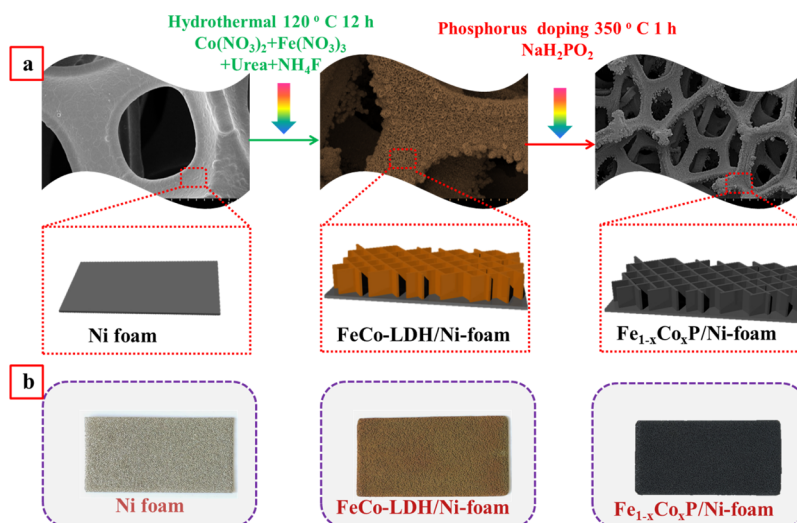 Hydrothermal 120 ° C 12 h
Co(NO₃)₂+Fe(NO₃)₃
+Urea+NH₄F
Phosphorus doping 350 ° C 1 h
NaH₂PO₂
a
Ni foam
FeCo-LDH/Ni-foam
Fe₁₋ₓCoₓP/Ni-foam
b
Ni foam
FeCo-LDH/Ni-foam
Fe₁₋ₓCoₓP/Ni-foam